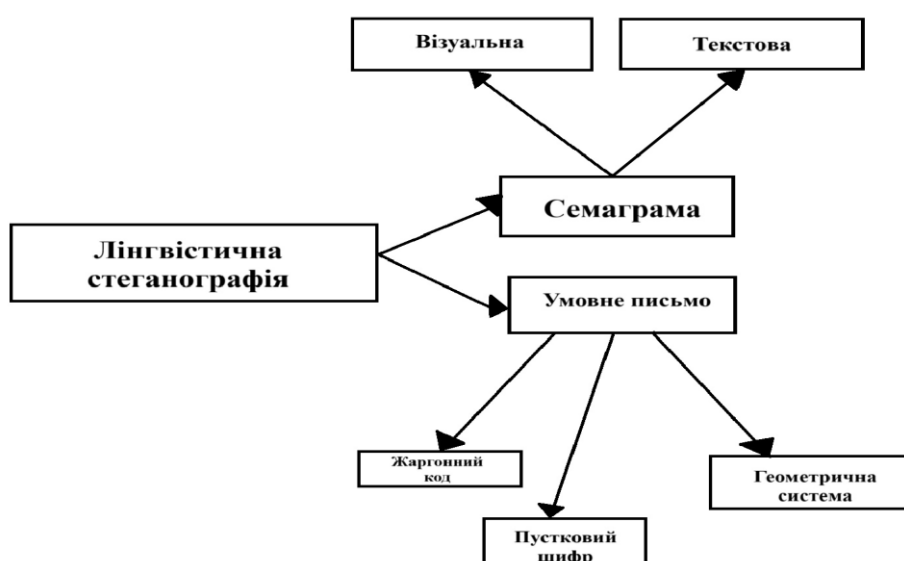 Візуальна
Текстова
Семаграма
Лінгвістична
стеганографія
Умовне письмо
Жаргонний
код
Геометрична
система
Пустковий
шифр